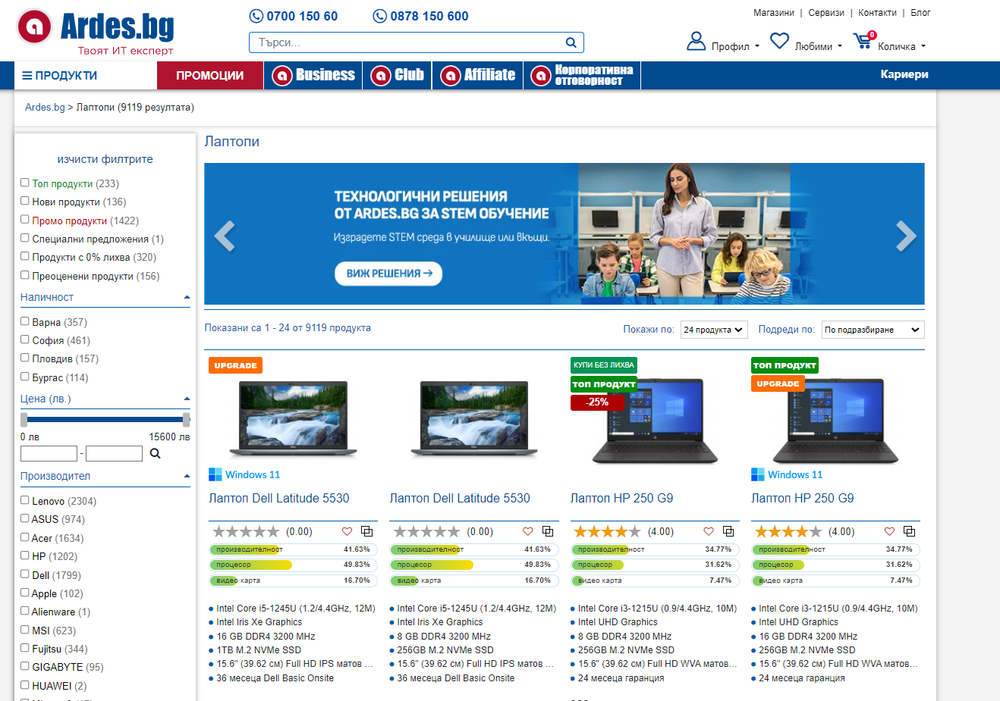 Ardes.bg
Твоят ИТ експерт
0700 150 60
0878 150 600
Търси...
Магазини | Сервизи | Контакти | Блог
Профил
Любими
0
Количка
ПРОДУКТИ
ПРОМОЦИИ
a Business
a Club
a Affiliate
a Корпоративна
отговорност
Кариери
Ardes.bg > Лаптопи (9119 резултата)
изчисти филтрите
Топ продукти (233)
Нови продукти (136)
Промо продукти (1422)
Специални предложения (1)
Продукти с 0% лихва (320)
Преоценени продукти (156)
Наличност
Варна (357)
София (461)
Пловдив (157)
Бургас (114)
Цена (лв.)
0 лв
15600 лв
-
Производител
Lenovo (2304)
ASUS (974)
Acer (1634)
HP (1202)
Dell (1799)
Apple (102)
Alienware (1)
MSI (623)
Fujitsu (344)
GIGABYTE (95)
HUAWEI (2)
Лаптопи
ТЕХНОЛОГИЧНИ РЕШЕНИЯ
ОТ ARDES.BG ЗА STEM ОБУЧЕНИЕ
Изградете STEM среда в училище или вкъщи.
ВИЖ РЕШЕНИЯ →
Показани са 1 - 24 от 9119 продукта
Покажи по:
24 продукта
Подреди по:
По подразбиране
UPGRADE
Windows 11
Лаптоп Dell Latitude 5530
(0.00)
производителност 41.63%
процесор 49.83%
видео карта 16.70%
Intel Core i5-1245U (1.2/4.4GHz, 12M)
Intel Iris Xe Graphics
16 GB DDR4 3200 MHz
1TB M.2 NVMe SSD
15.6" (39.62 см) Full HD IPS матов ...
36 месеца Dell Basic Onsite
Лаптоп Dell Latitude 5530
(0.00)
производителност 41.63%
процесор 49.83%
видео карта 16.70%
Intel Core i5-1245U (1.2/4.4GHz, 12M)
Intel Iris Xe Graphics
8 GB DDR4 3200 MHz
256GB M.2 NVMe SSD
15.6" (39.62 см) Full HD IPS матов ...
36 месеца Dell Basic Onsite
КУПИ БЕЗ ЛИХВА
ТОП ПРОДУКТ
-25%
Лаптоп HP 250 G9
(4.00)
производителност 34.77%
процесор 31.62%
видео карта 7.47%
Intel Core i3-1215U (0.9/4.4GHz, 10M)
Intel UHD Graphics
8 GB DDR4 3200 MHz
256GB M.2 NVMe SSD
15.6" (39.62 см) Full HD WVA матов...
24 месеца гаранция
ТОП ПРОДУКТ
UPGRADE
Windows 11
Лаптоп HP 250 G9
(4.00)
производителност 34.77%
процесор 31.62%
видео карта 7.47%
Intel Core i3-1215U (0.9/4.4GHz, 10M)
Intel UHD Graphics
16 GB DDR4 3200 MHz
256GB M.2 NVMe SSD
15.6" (39.62 см) Full HD WVA матов...
24 месеца гаранция